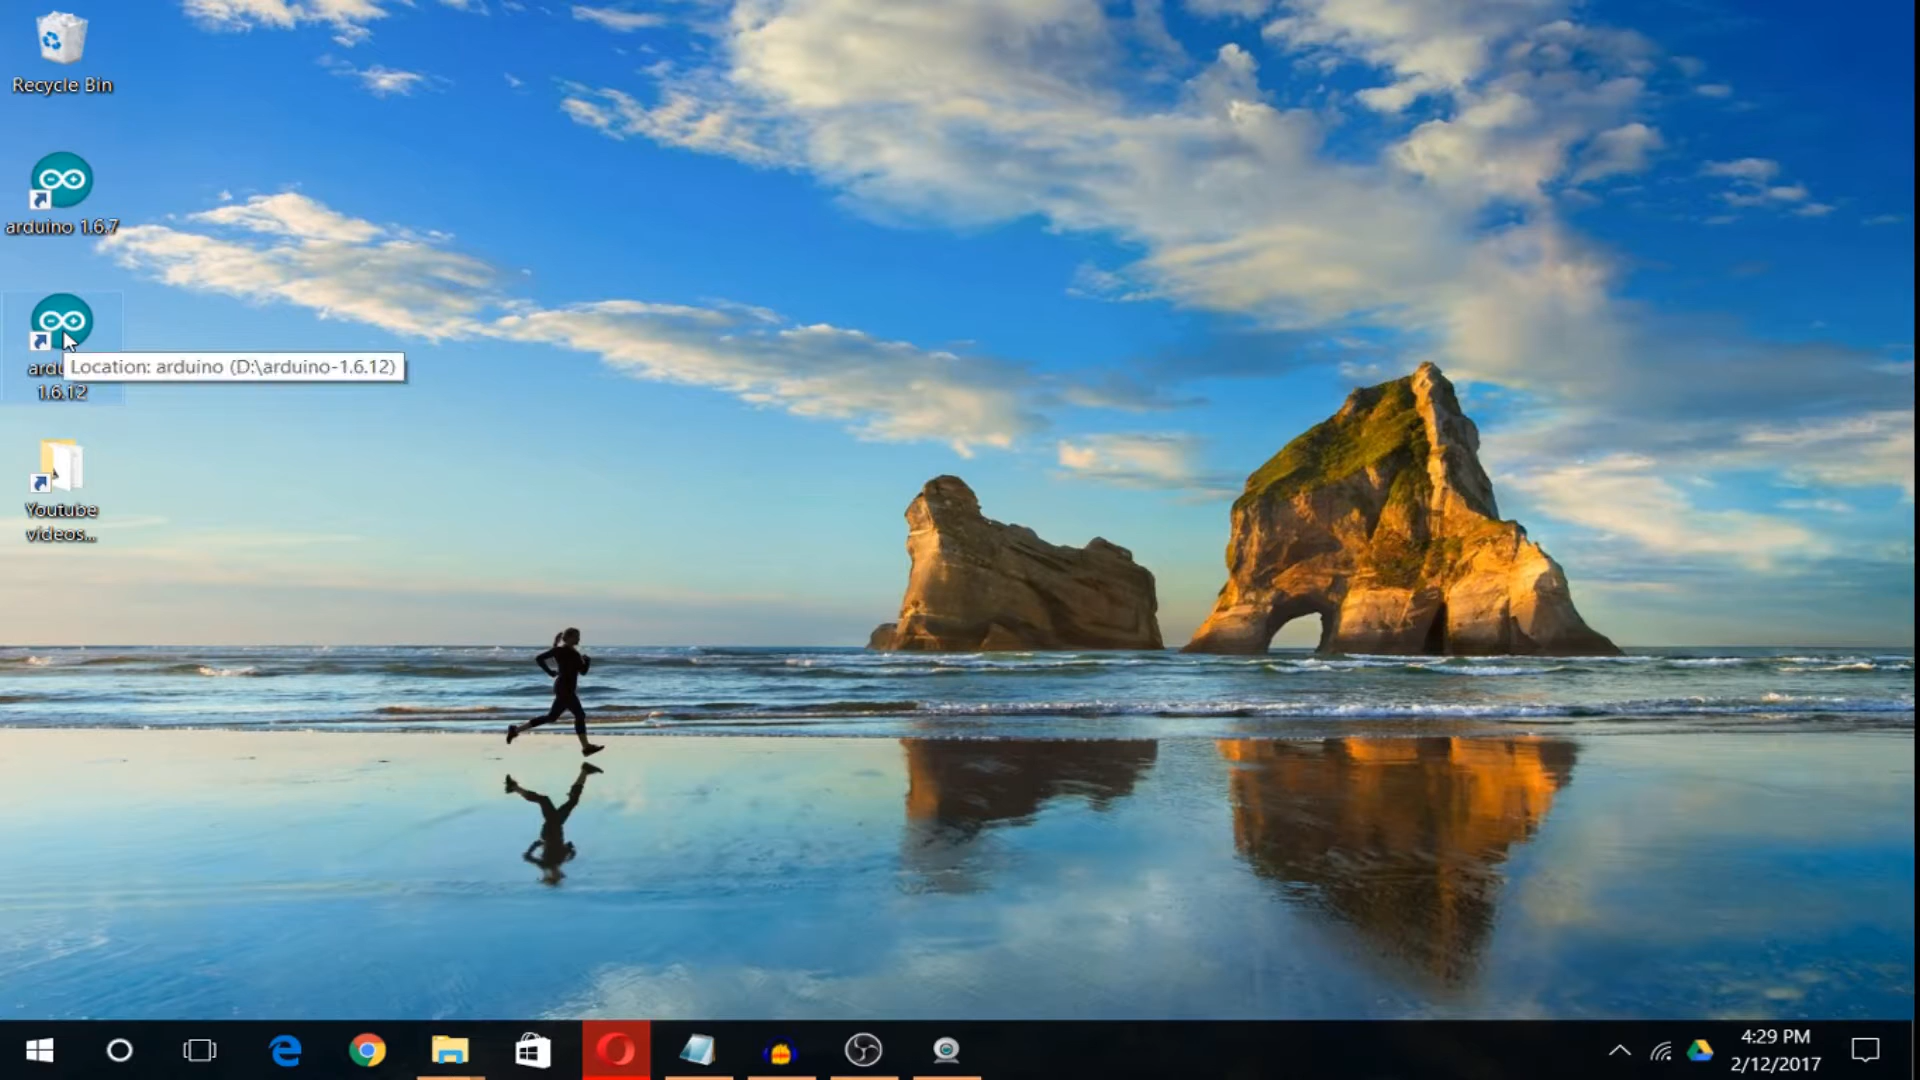 Recycle Bin
arduino 1.6.7
Location: arduino (D:\arduino-1.6.12)
1.6.12
Youtube
videos...
4:29 PM
2/12/2017